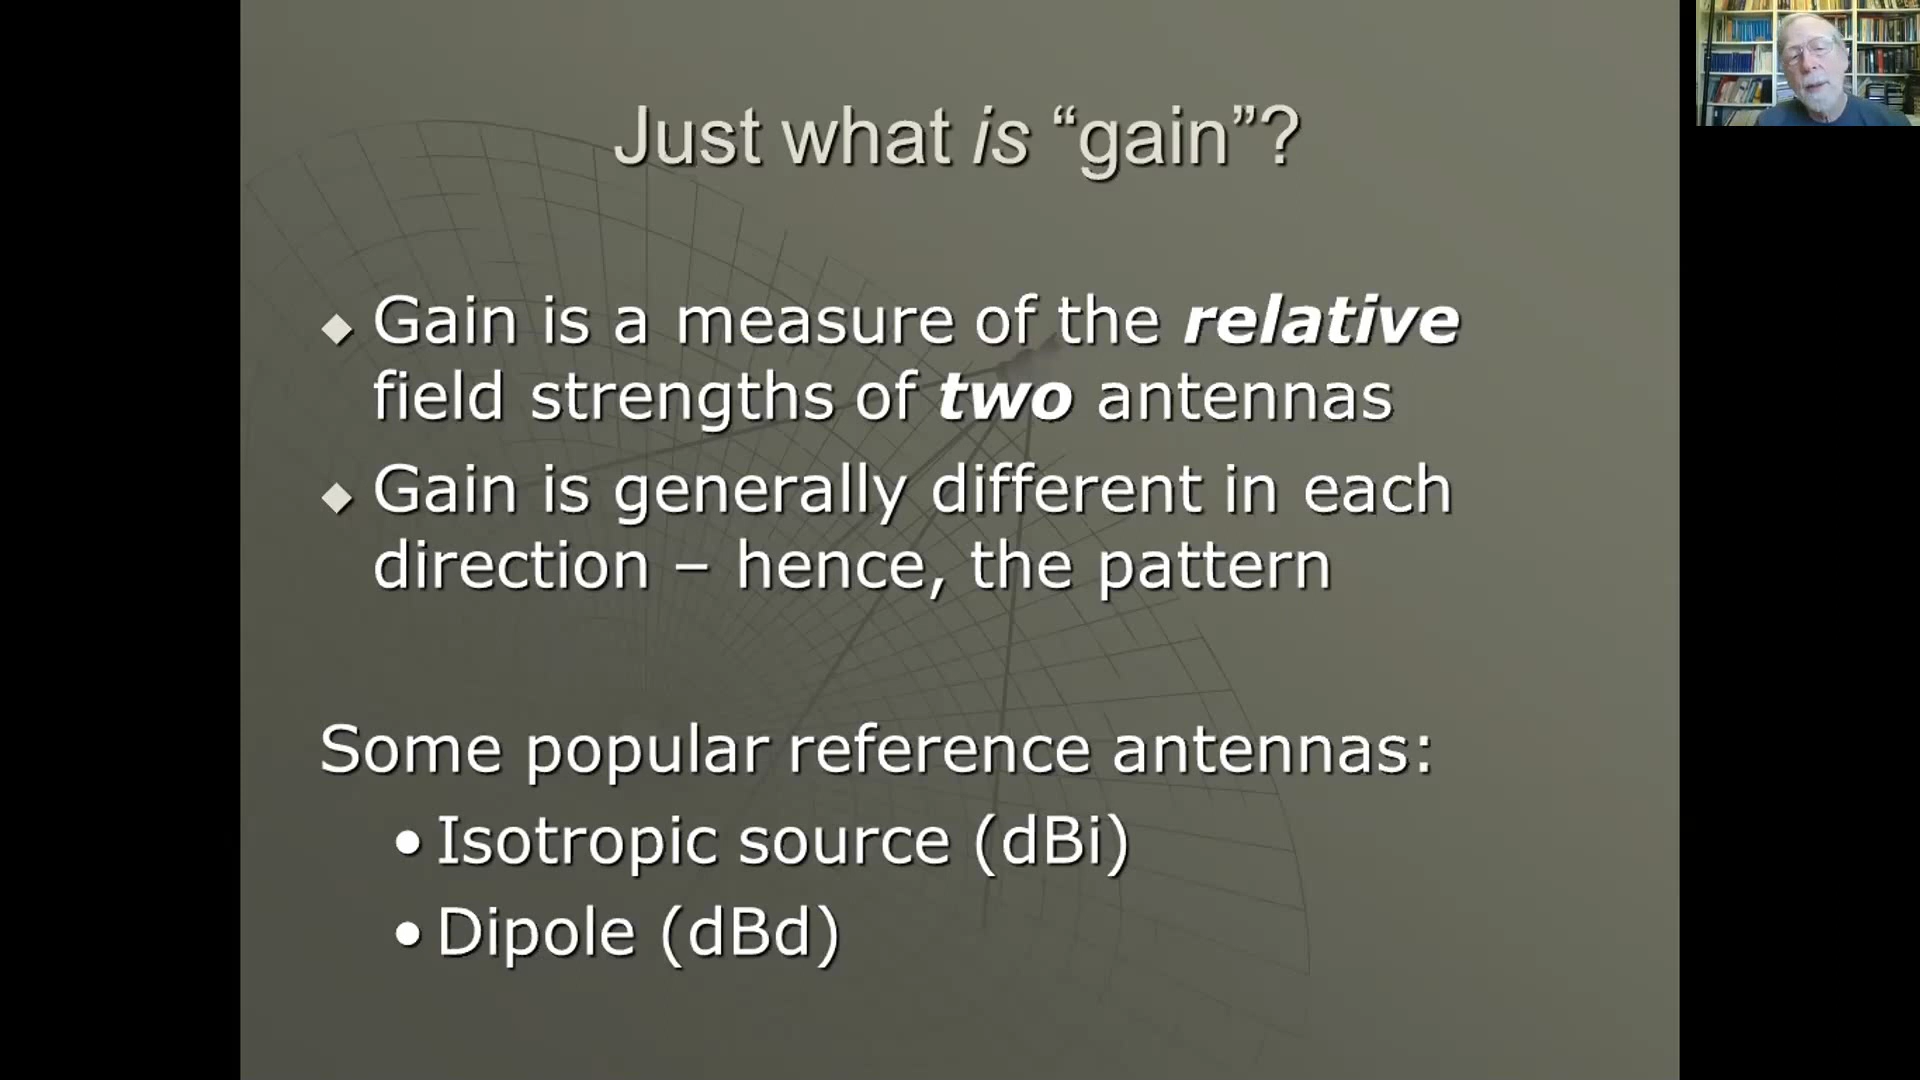 Just what is “gain”?
Gain is a measure of the relative
field strengths of two antennas
Gain is generally different in each
direction – hence, the pattern
Some popular reference antennas:
• Isotropic source (dBi)
• Dipole (dBd)